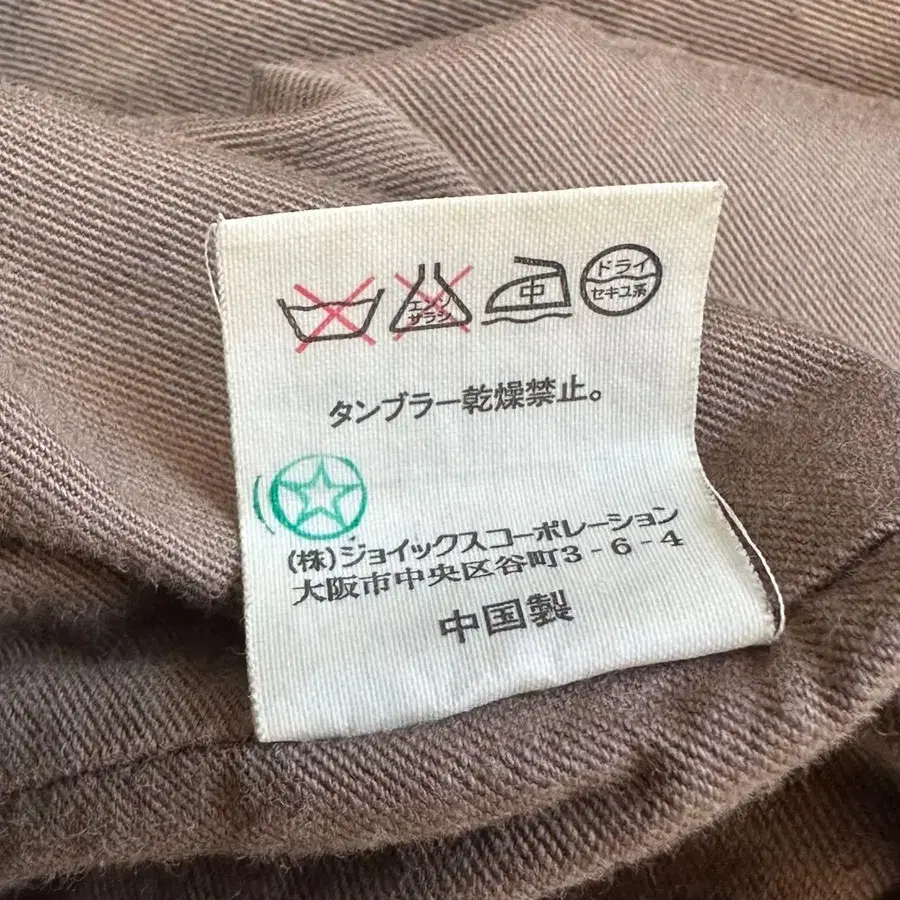 エンソ
サラシ
中
ドライ
セキユ系
タンブラー乾燥禁止。
(株)ジョイックスコーポレーション
大阪市中央区谷町3-6-4
中国製